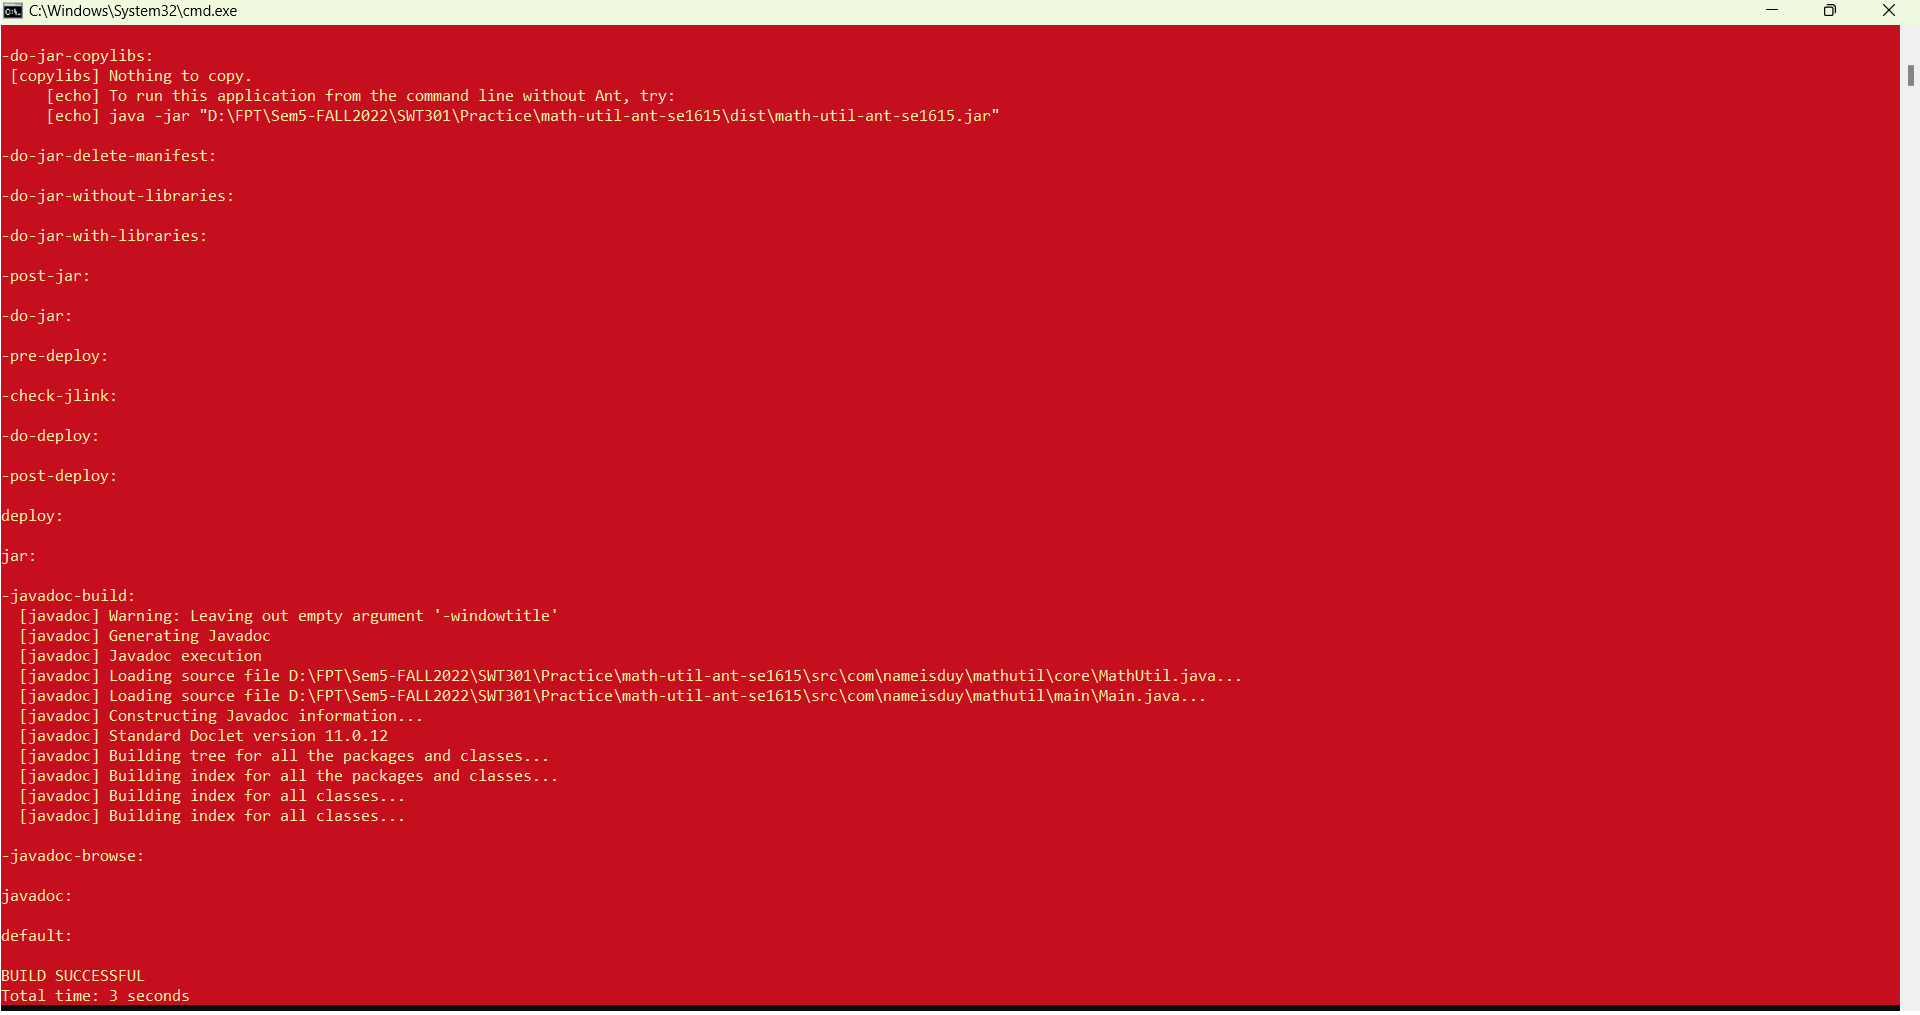 C:\Windows\System32\cmd.exe
-do-jar-copylibs:
[copylibs] Nothing to copy.
[echo] To run this application from the command line without Ant, try:
[echo] java -jar "D:\FPT\Sem5-FALL2022\SWT301\Practice\math-util-ant-se1615\dist\math-util-ant-se1615.jar"
-do-jar-delete-manifest:
-do-jar-without-libraries:
-do-jar-with-libraries:
-post-jar:
-do-jar:
-pre-deploy:
-check-jlink:
-do-deploy:
-post-deploy:
deploy:
jar:
-javadoc-build:
[javadoc] Warning: Leaving out empty argument '-windowtitle'
[javadoc] Generating Javadoc
[javadoc] Javadoc execution
[javadoc] Loading source file D:\FPT\Sem5-FALL2022\SWT301\Practice\math-util-ant-se1615\src\com\nameisduy\mathutil\core\MathUtil.java...
[javadoc] Loading source file D:\FPT\Sem5-FALL2022\SWT301\Practice\math-util-ant-se1615\src\com\nameisduy\mathutil\main\Main.java...
[javadoc] Constructing Javadoc information...
[javadoc] Standard Doclet version 11.0.12
[javadoc] Building tree for all the packages and classes...
[javadoc] Building index for all the packages and classes...
[javadoc] Building index for all classes...
[javadoc] Building index for all classes...
-javadoc-browse:
javadoc:
default:
BUILD SUCCESSFUL
Total time: 3 seconds